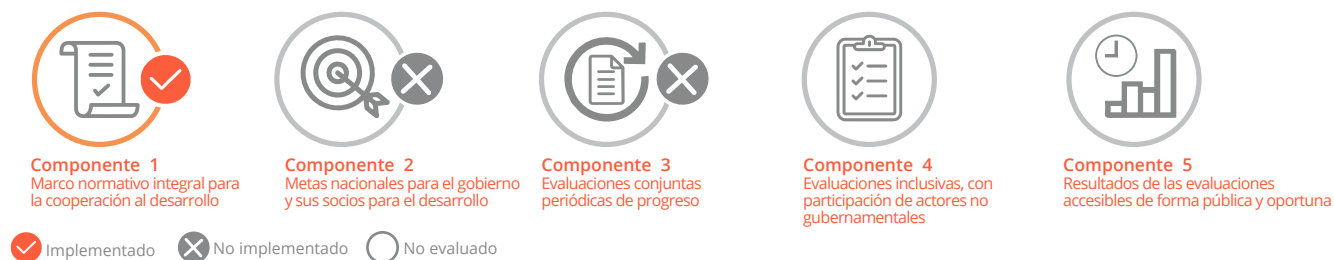 Componente 1
Marco normativo integral para
la cooperación al desarrollo
Componente 2
Metas nacionales para el gobierno
y sus socios para el desarrollo
Componente 3
Evaluaciones conjuntas
periódicas de progreso
Componente 4
Evaluaciones inclusivas, con
participación de actores no
gubernamentales
Componente 5
Resultados de las evaluaciones
accesibles de forma pública y oportuna
Implementado
No implementado
No evaluado